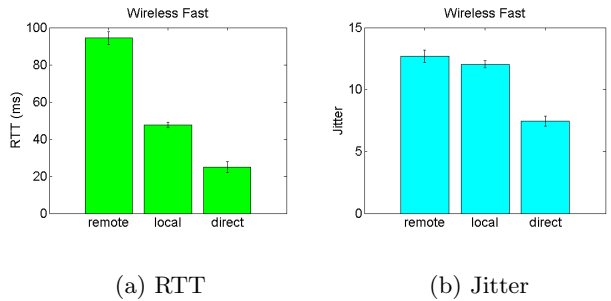 Wireless Fast
100
80
60
40
20
0
RTT (ms)
remote local direct
(a) RTT
Wireless Fast
15
10
5
0
Jitter
remote local direct
(b) Jitter